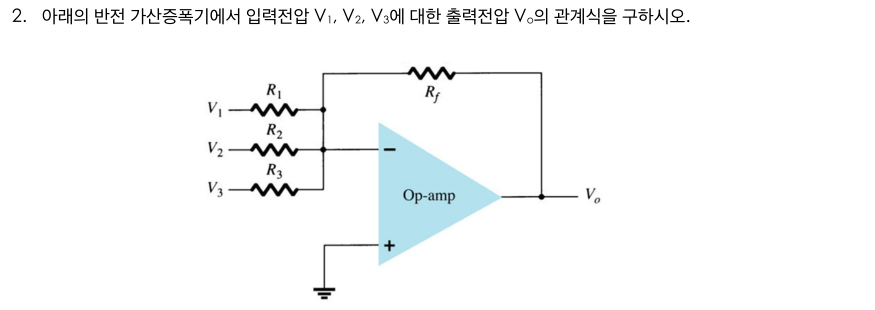 2. 아래의 반전 가산증폭기에서 입력전압 V₁, V₂, V₃에 대한 출력전압 Vₒ의 관계식을 구하시오.
R_f
R₁
V₁
R₂
V₂
−
R₃
V₃
Op-amp
Vₒ
+